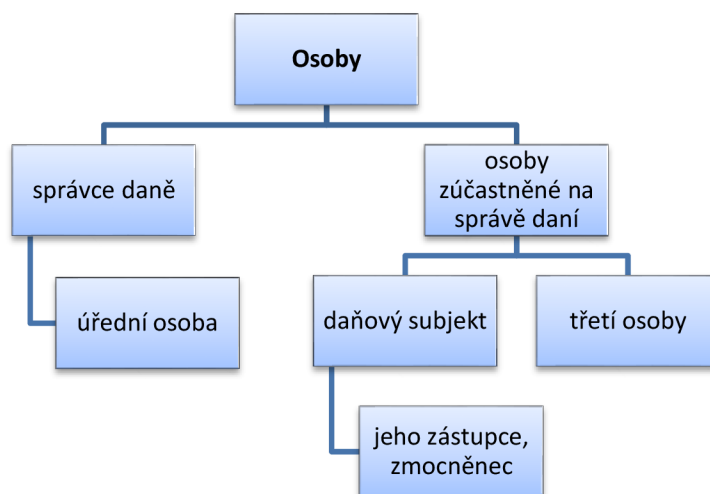 Osoby
správce daně
osoby
zúčastněné na
správě daní
úřední osoba
daňový subjekt
třetí osoby
jeho zástupce,
zmocněnec